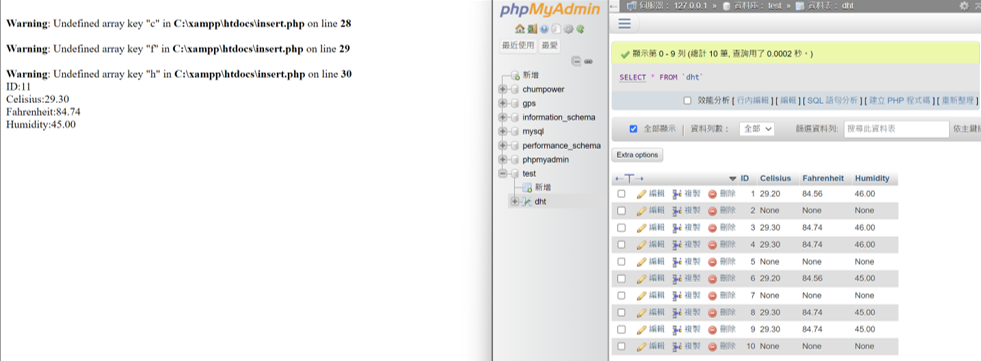 Warning: Undefined array key "c" in C:\xampp\htdocs\insert.php on line 28
Warning: Undefined array key "f" in C:\xampp\htdocs\insert.php on line 29
Warning: Undefined array key "h" in C:\xampp\htdocs\insert.php on line 30
ID:11
Celisius:29.30
Fahrenheit:84.74
Humidity:45.00
phpMyAdmin
最近使用 最愛
新增
chumpower
gps
information_schema
mysql
performance_schema
phpmyadmin
test
新增
dht
伺服器: 127.0.0.1 » 資料庫: test » 資料表: dht
顯示第 0 - 9 列 (總計 10 筆, 查詢用了 0.0002 秒。)
SELECT * FROM `dht`
效能分析 [ 行內編輯 ] [ 編輯 ] [ SQL 語句分析 ] [ 建立 PHP 程式碼 ] [ 重新整理 ]
全部顯示 | 資料列數: 全部 篩選資料列: 搜尋此資料表 依主鍵
Extra options
←T→ ID Celisius Fahrenheit Humidity
編輯 複製 刪除 1 29.20 84.56 46.00
編輯 複製 刪除 2 None None None
編輯 複製 刪除 3 29.30 84.74 46.00
編輯 複製 刪除 4 29.30 84.74 46.00
編輯 複製 刪除 5 None None None
編輯 複製 刪除 6 29.20 84.56 45.00
編輯 複製 刪除 7 None None None
編輯 複製 刪除 8 29.30 84.74 45.00
編輯 複製 刪除 9 29.30 84.74 45.00
編輯 複製 刪除 10 None None None